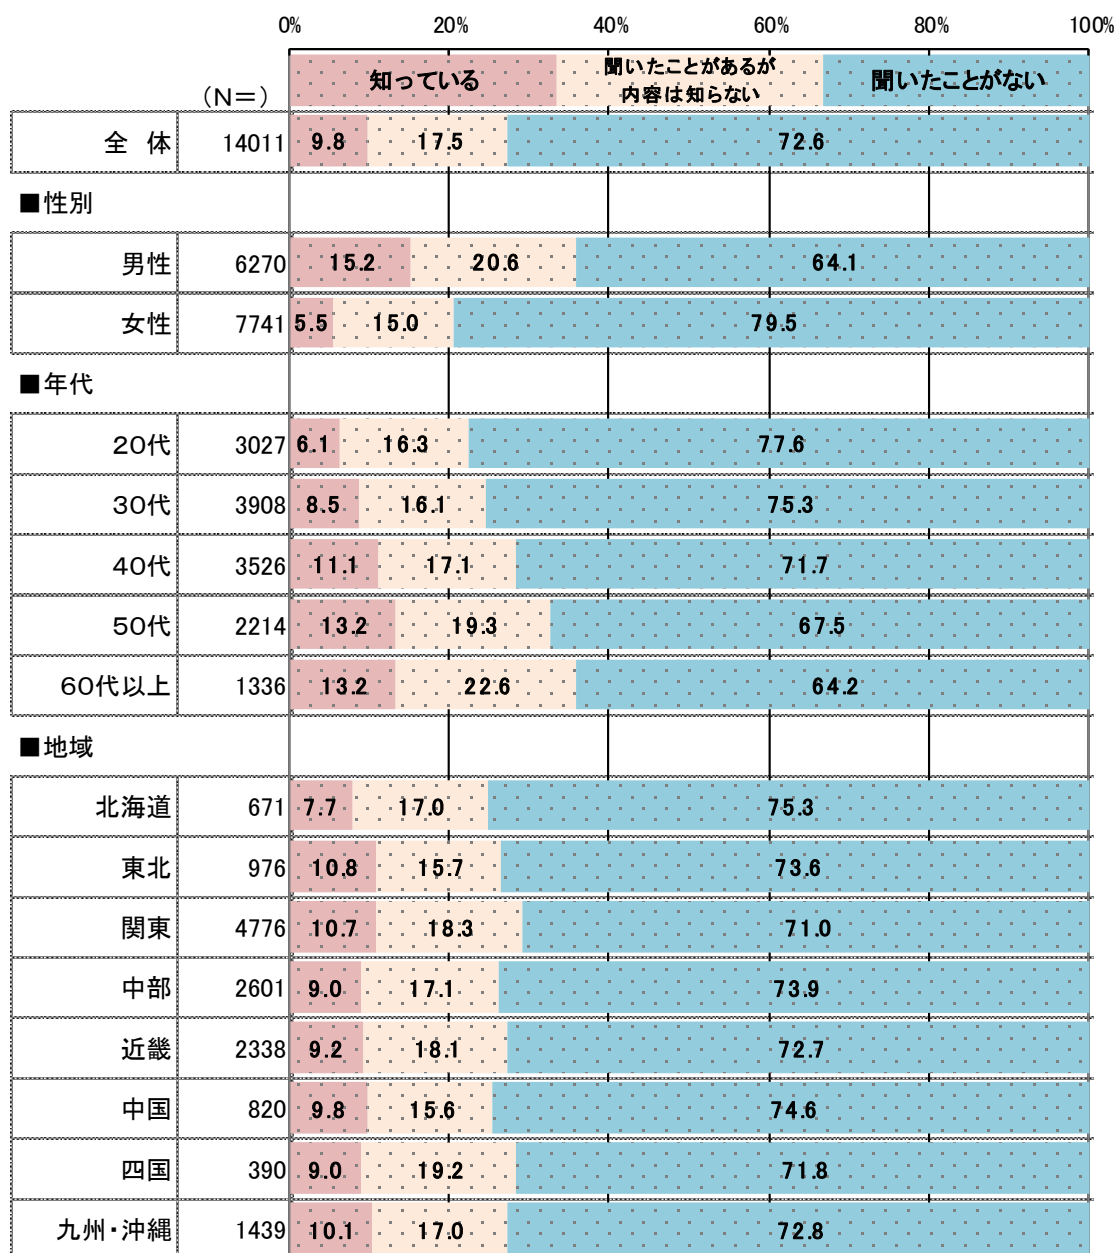 0% 20% 40% 60% 80% 100%
(N=) 知っている 聞いたことがあるが 聞いたことがない
内容は知らない
全 体 14011 9.8 17.5 72.6
■性別
男性 6270 15.2 20.6 64.1
女性 7741 5.5 15.0 79.5
■年代
20代 3027 6.1 16.3 77.6
30代 3908 8.5 16.1 75.3
40代 3526 11.1 17.1 71.7
50代 2214 13.2 19.3 67.5
60代以上 1336 13.2 22.6 64.2
■地域
北海道 671 7.7 17.0 75.3
東北 976 10.8 15.7 73.6
関東 4776 10.7 18.3 71.0
中部 2601 9.0 17.1 73.9
近畿 2338 9.2 18.1 72.7
中国 820 9.8 15.6 74.6
四国 390 9.0 19.2 71.8
九州・沖縄 1439 10.1 17.0 72.8